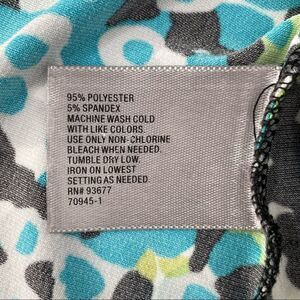 95% POLYESTER
5% SPANDEX
MACHINE WASH COLD
WITH LIKE COLORS.
USE ONLY NON-CHLORINE
BLEACH WHEN NEEDED.
TUMBLE DRY LOW.
IRON ON LOWEST
SETTING AS NEEDED.
RN# 93677
70945-1